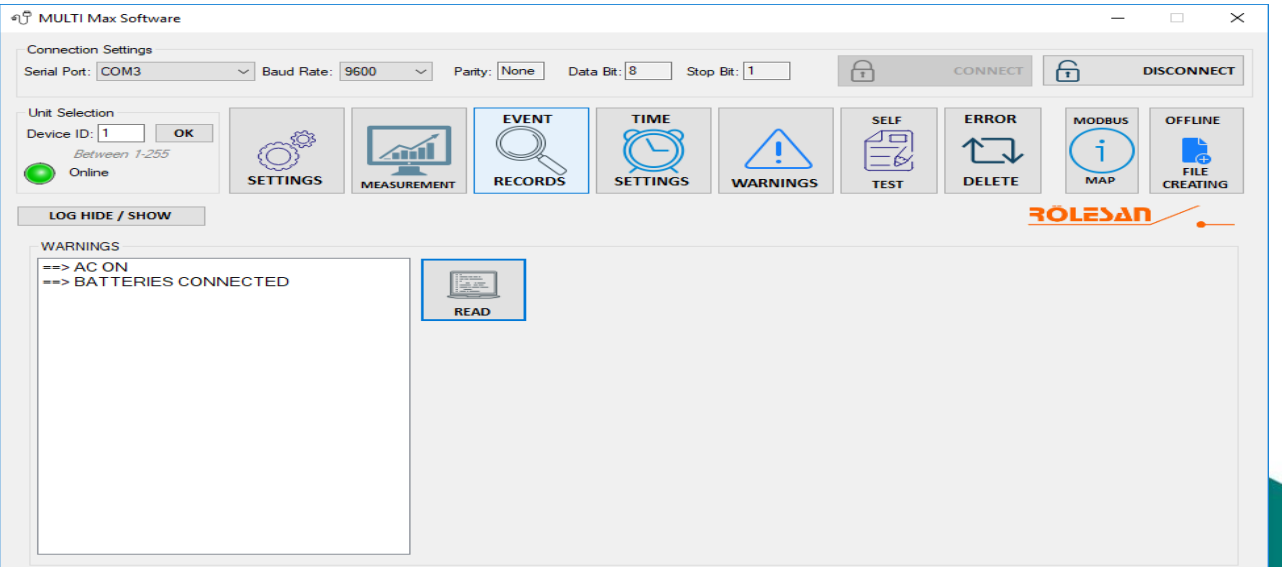 MULTI Max Software
Connection Settings
Serial Port: COM3 Baud Rate: 9600 Parity: None Data Bit: 8 Stop Bit: 1 CONNECT DISCONNECT
Unit Selection
Device ID: 1 OK
Between 1-255
Online
SETTINGS
MEASUREMENT
EVENT
RECORDS
TIME
SETTINGS
WARNINGS
SELF
TEST
ERROR
DELETE
MODBUS
i
MAP
OFFLINE
FILE
CREATING
LOG HIDE / SHOW
RÖLESAN
WARNINGS
==> AC ON
==> BATTERIES CONNECTED
READ